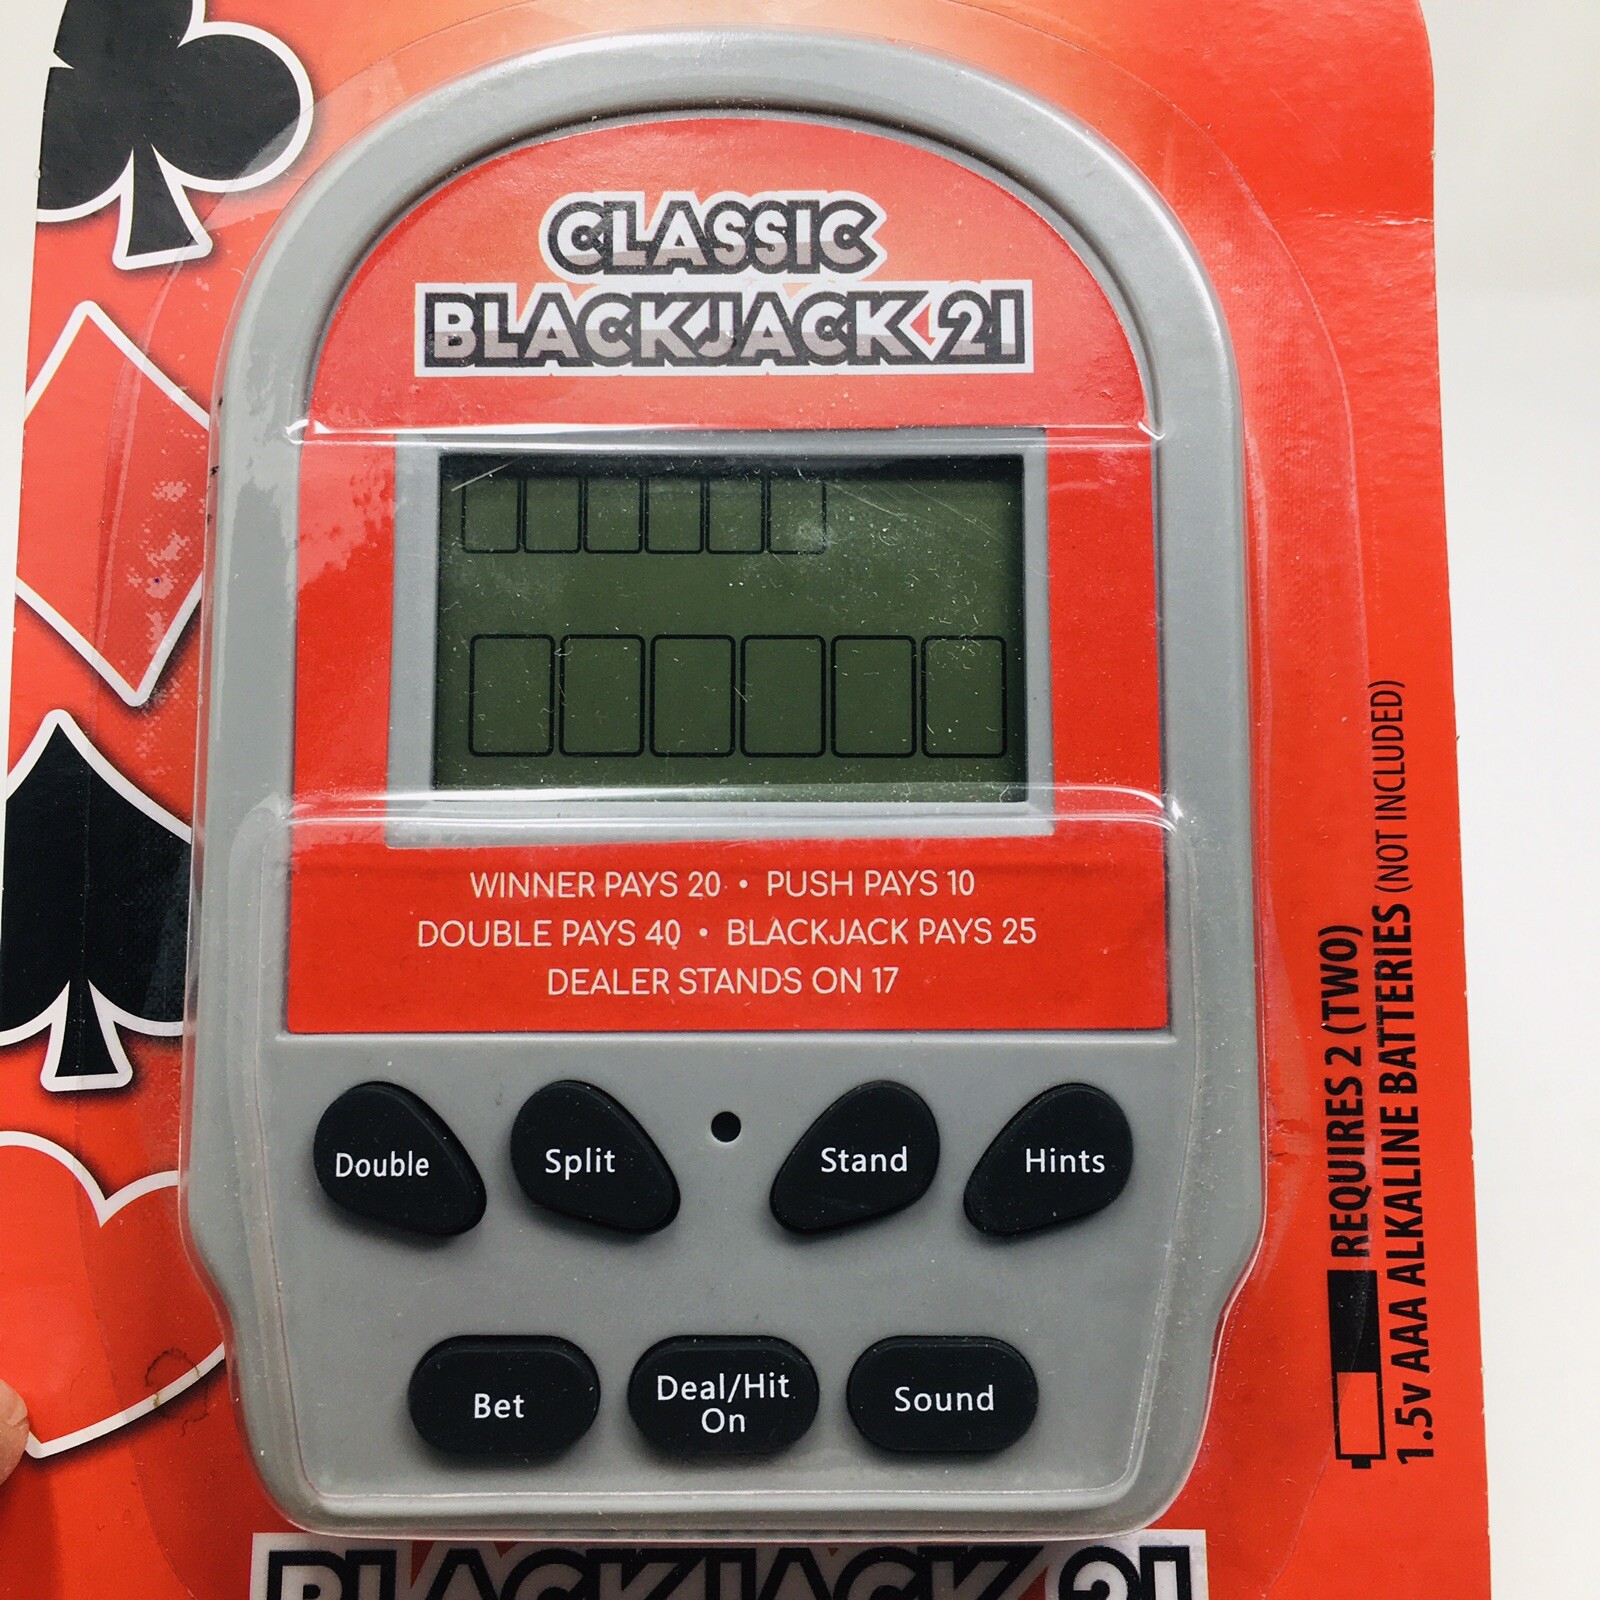 CLASSIC
BLACKJACK 21
WINNER PAYS 20 • PUSH PAYS 10
DOUBLE PAYS 40 • BLACKJACK PAYS 25
DEALER STANDS ON 17
Double
Split
Stand
Hints
Bet
Deal/Hit
On
Sound
REQUIRES 2 (TWO)
1.5v AAA ALKALINE BATTERIES (NOT INCLUDED)
BLACKJACK 21